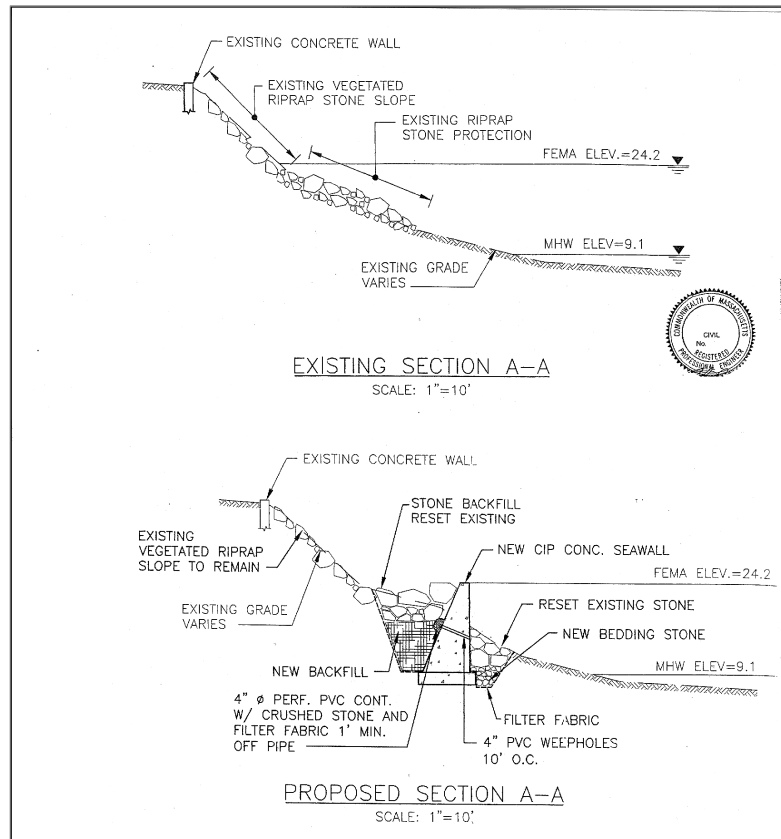 EXISTING CONCRETE WALL
EXISTING VEGETATED
RIPRAP STONE SLOPE
EXISTING RIPRAP
STONE PROTECTION
FEMA ELEV.=24.2
MHW ELEV=9.1
EXISTING GRADE
VARIES
COMMONWEALTH OF MASSACHUSETTS
CIVIL
No.
REGISTERED
PROFESSIONAL ENGINEER
EXISTING SECTION A-A
SCALE: 1"=10'
EXISTING CONCRETE WALL
STONE BACKFILL
RESET EXISTING
EXISTING
VEGETATED RIPRAP
SLOPE TO REMAIN
NEW CIP CONC. SEAWALL
FEMA ELEV.=24.2
EXISTING GRADE
VARIES
RESET EXISTING STONE
NEW BEDDING STONE
NEW BACKFILL
MHW ELEV=9.1
4" ø PERF. PVC CONT.
W/ CRUSHED STONE AND
FILTER FABRIC 1' MIN.
OFF PIPE
FILTER FABRIC
4" PVC WEEPHOLES
10' O.C.
PROPOSED SECTION A-A
SCALE: 1"=10'